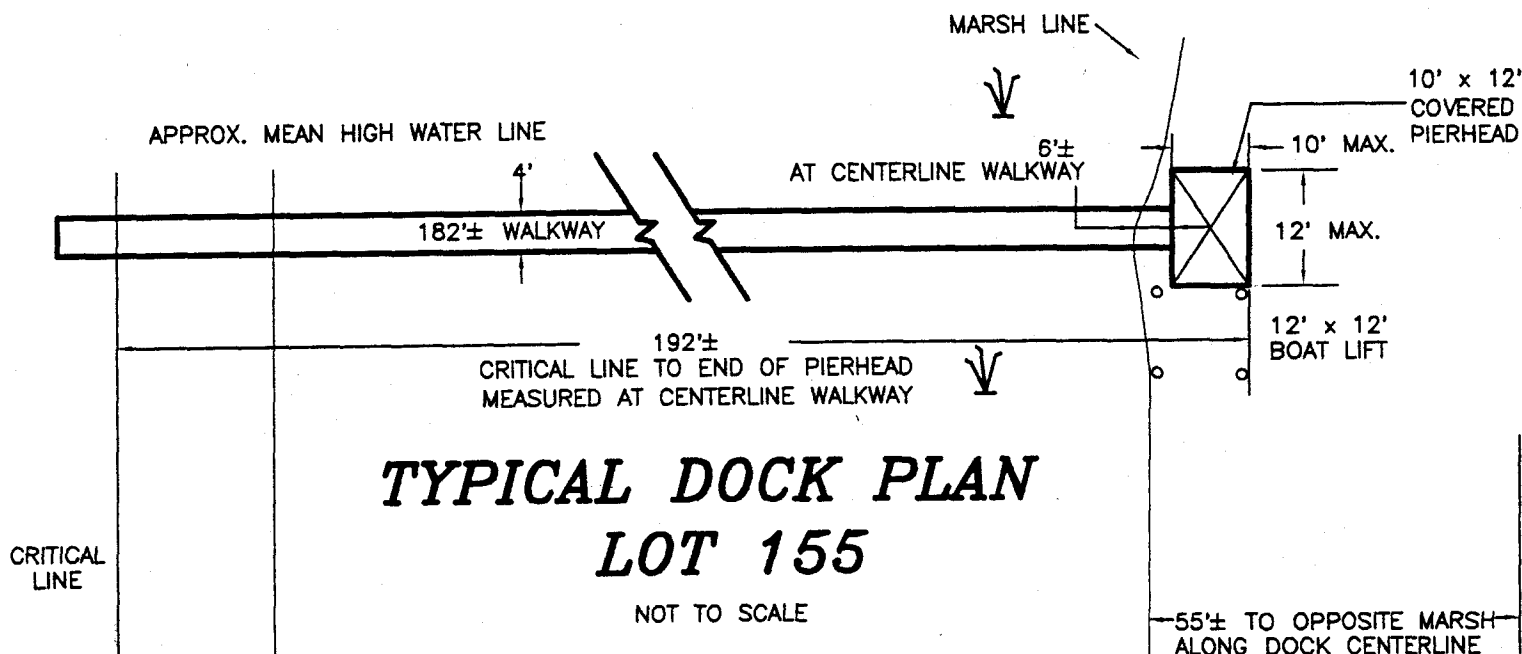 MARSH LINE
10' x 12'
COVERED
PIERHEAD
APPROX. MEAN HIGH WATER LINE
4'
6'±
10' MAX.
AT CENTERLINE WALKWAY
182'± WALKWAY
12' MAX.
192'±
12' x 12'
BOAT LIFT
CRITICAL LINE TO END OF PIERHEAD
MEASURED AT CENTERLINE WALKWAY
TYPICAL DOCK PLAN
LOT 155
NOT TO SCALE
CRITICAL
LINE
55'± TO OPPOSITE MARSH
ALONG DOCK CENTERLINE